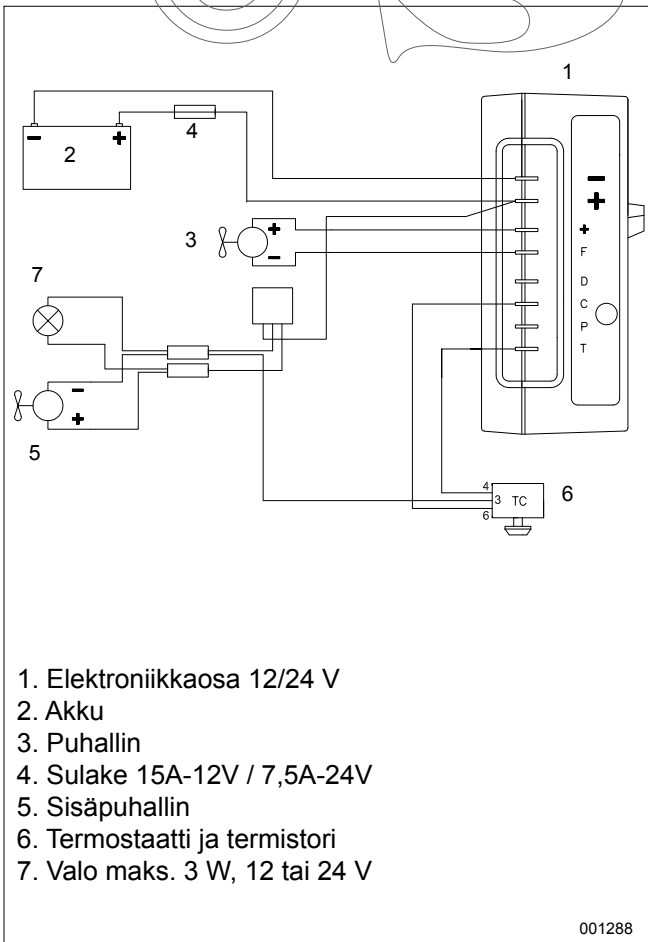 1
4
2
3
7
5
6
− +
−
+
+
F
D
C
P
T
+
−
−
+
4
3 TC
6
1. Elektroniikkaosa 12/24 V
2. Akku
3. Puhallin
4. Sulake 15A-12V / 7,5A-24V
5. Sisäpuhallin
6. Termostaatti ja termistori
7. Valo maks. 3 W, 12 tai 24 V
001288